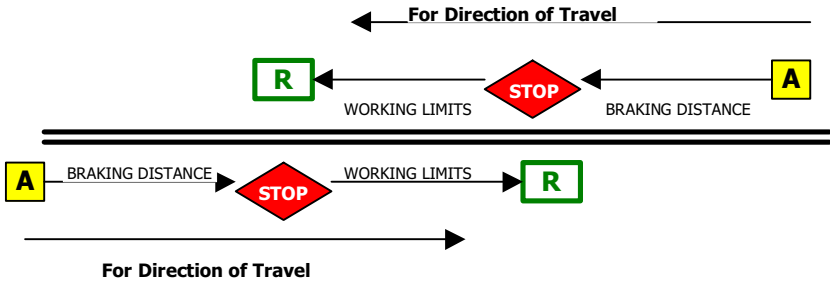 For Direction of Travel
R STOP A
WORKING LIMITS BRAKING DISTANCE
A BRAKING DISTANCE STOP WORKING LIMITS R
For Direction of Travel